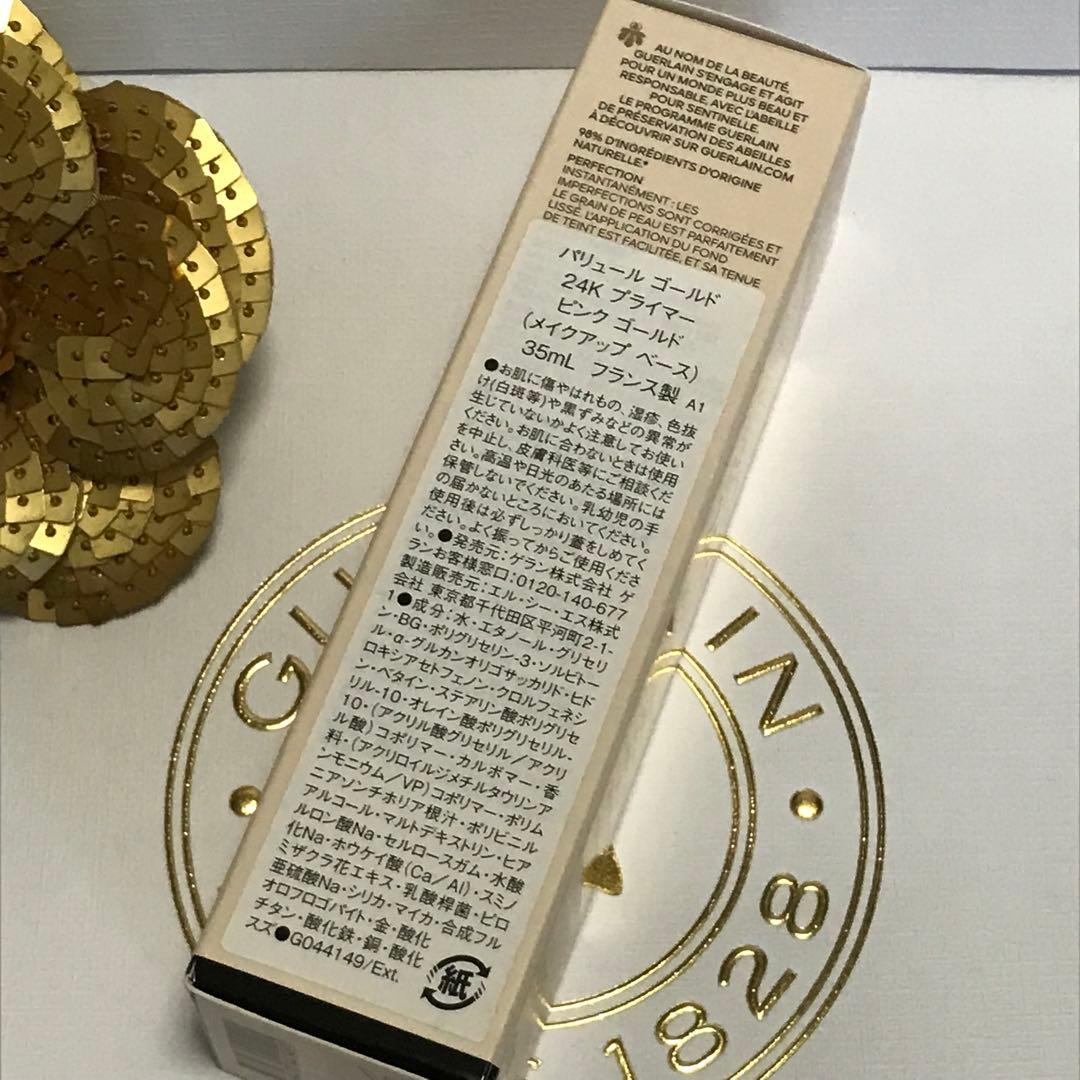 AU NOM DE LA BEAUTÉ,
GUERLAIN S'ENGAGE ET AGIT
POUR UN MONDE PLUS BEAU ET
RESPONSABLE, AVEC L'ABEILLE
POUR SENTINELLE.
LE PROGRAMME GUERLAIN
DE PRÉSERVATION DES ABEILLES
À DÉCOUVRIR SUR GUERLAIN.COM
98% D'INGRÉDIENTS D'ORIGINE
NATURELLE.*
PERFECTION
INSTANTANÉMENT : LES
IMPERFECTIONS SONT CORRIGÉES ET
LE GRAIN DE PEAU EST PARFAITEMENT
LISSÉ. L'APPLICATION DU FOND
DE TEINT EST FACILITÉE, ET SA TENUE
パリュール ゴールド
24K プライマー
ピンク ゴールド
(メイクアップ ベース)
35mL フランス製 A1
●お肌に傷やはれもの、湿疹、色抜
け(白斑等)や黒ずみなどの異常が
生じていないかよく注意してお使い
ください。お肌に合わないときは使用
を中止し、皮膚科医等にご相談くだ
さい。高温や日光のあたる場所には
保管しないでください。乳幼児の手
の届かないところにおいてください。
使用後は必ずしっかり蓋をしめてく
ださい。よく振ってからご使用くださ
い。●発売元:ゲラン株式会社 ゲ
ランお客様窓口:0120-140-677
製造販売元:エル・シー・エス株式
会社 東京都千代田区平河町2-1-
1●成分:水・エタノール・グリセリ
ン・BG・ポリグリセリン-3・ソルビトー
ル・α-グルカンオリゴサッカリド・ヒド
ロキシアセトフェノン・クロルフェネシ
ン・ベタイン・ステアリン酸ポリグリセ
リル-10・オレイン酸ポリグリセリル-
10・(アクリル酸グリセリル/アクリ
ル酸)コポリマー・カルボマー・香
料・(アクリロイルジメチルタウリンア
ンモニウム/VP)コポリマー・ポリム
ニアソンチホリア根汁・ポリビニル
アルコール・マルトデキストリン・ヒア
ルロン酸Na・セルロースガム・水酸
化Na・ホウケイ酸(Ca/Al)・スミノ
ミザクラ花エキス・乳酸桿菌・ピロ
亜硫酸Na・シリカ・マイカ・合成フル
オロフロゴパイト・金・酸化
チタン・酸化鉄・銅・酸化
スズ●G044149/Ext.
紙
GU
IN
1828